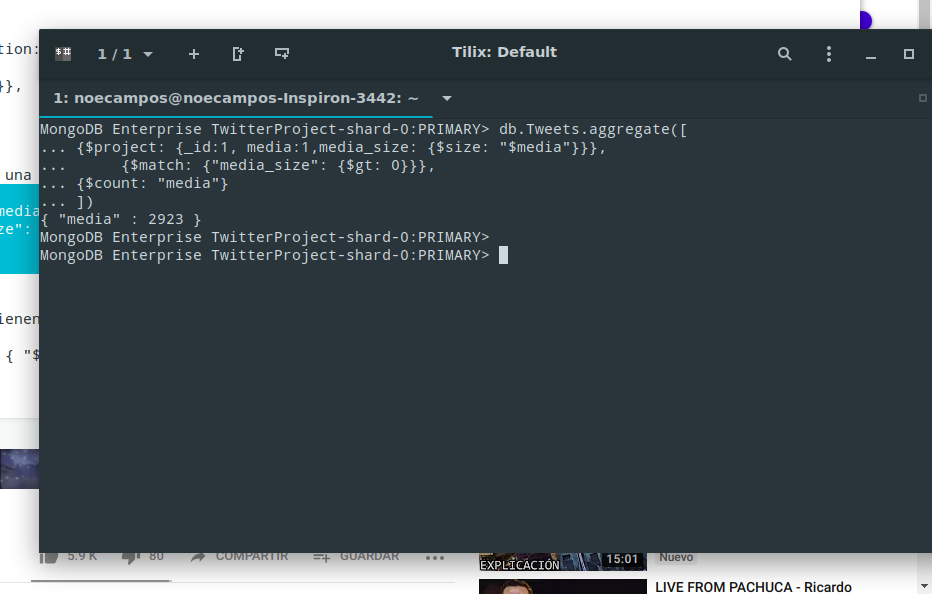 tion:
}},
una
media
ze":
ienen
{ "$
1 / 1
Tilix: Default
1: noecampos@noecampos-Inspiron-3442: ~
MongoDB Enterprise TwitterProject-shard-0:PRIMARY> db.Tweets.aggregate([
... {$project: {_id:1, media:1,media_size: {$size: "$media"}}},
...      {$match: {"media_size": {$gt: 0}}},
... {$count: "media"}
... ])
{ "media" : 2923 }
MongoDB Enterprise TwitterProject-shard-0:PRIMARY>
MongoDB Enterprise TwitterProject-shard-0:PRIMARY>
5.9 K
80
COMPARTIR
GUARDAR
EXPLICACIÓN
15:01
Nuevo
LIVE FROM PACHUCA - Ricardo